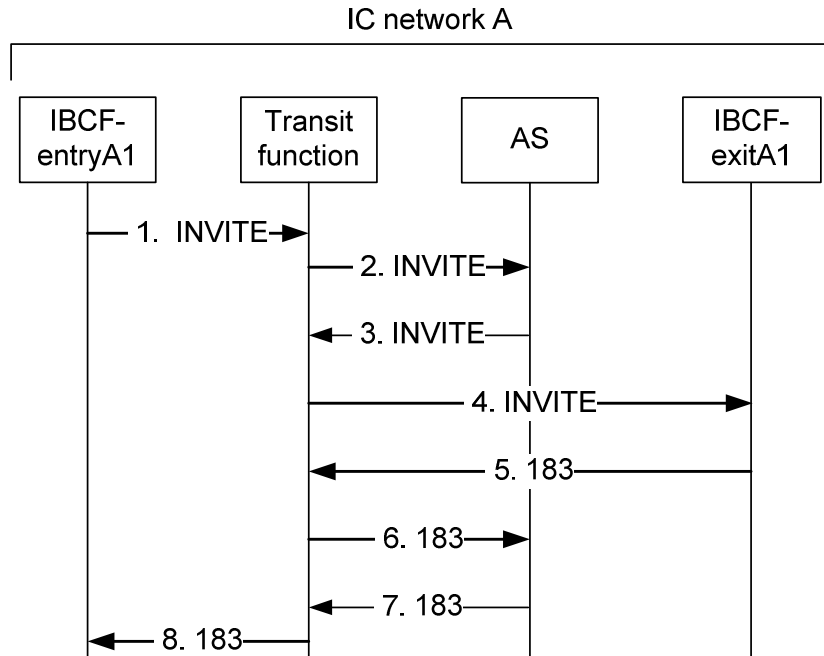 IC network A
IBCF-
entryA1
Transit
function
AS
IBCF-
exitA1
1. INVITE
2. INVITE
3. INVITE
4. INVITE
5. 183
6. 183
7. 183
8. 183